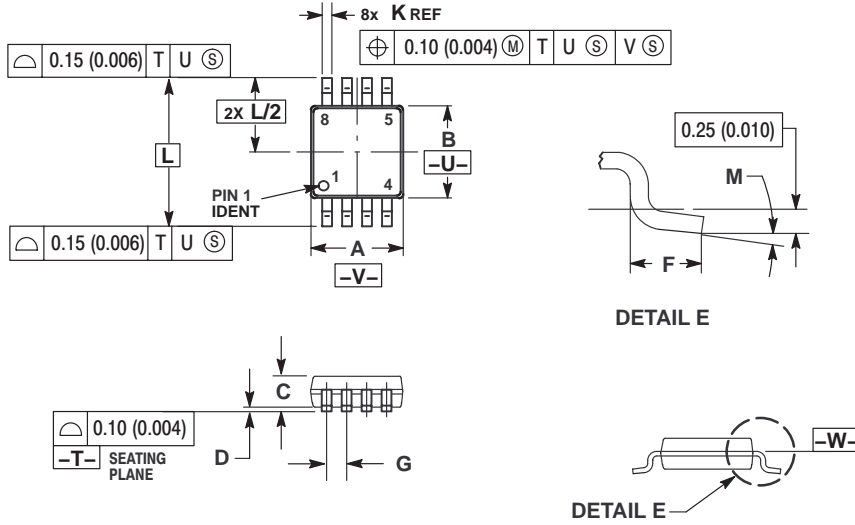 8x K REF
⌖ 0.10 (0.004) Ⓜ T U Ⓢ V Ⓢ
⌓ 0.15 (0.006) T U Ⓢ
2X L/2
8 5
B
–U–
L
1 4
PIN 1
IDENT
⌓ 0.15 (0.006) T U Ⓢ
A
–V–
0.25 (0.010)
M
F
DETAIL E
C
⌓ 0.10 (0.004)
–T– SEATING
PLANE
D
G
–W–
DETAIL E